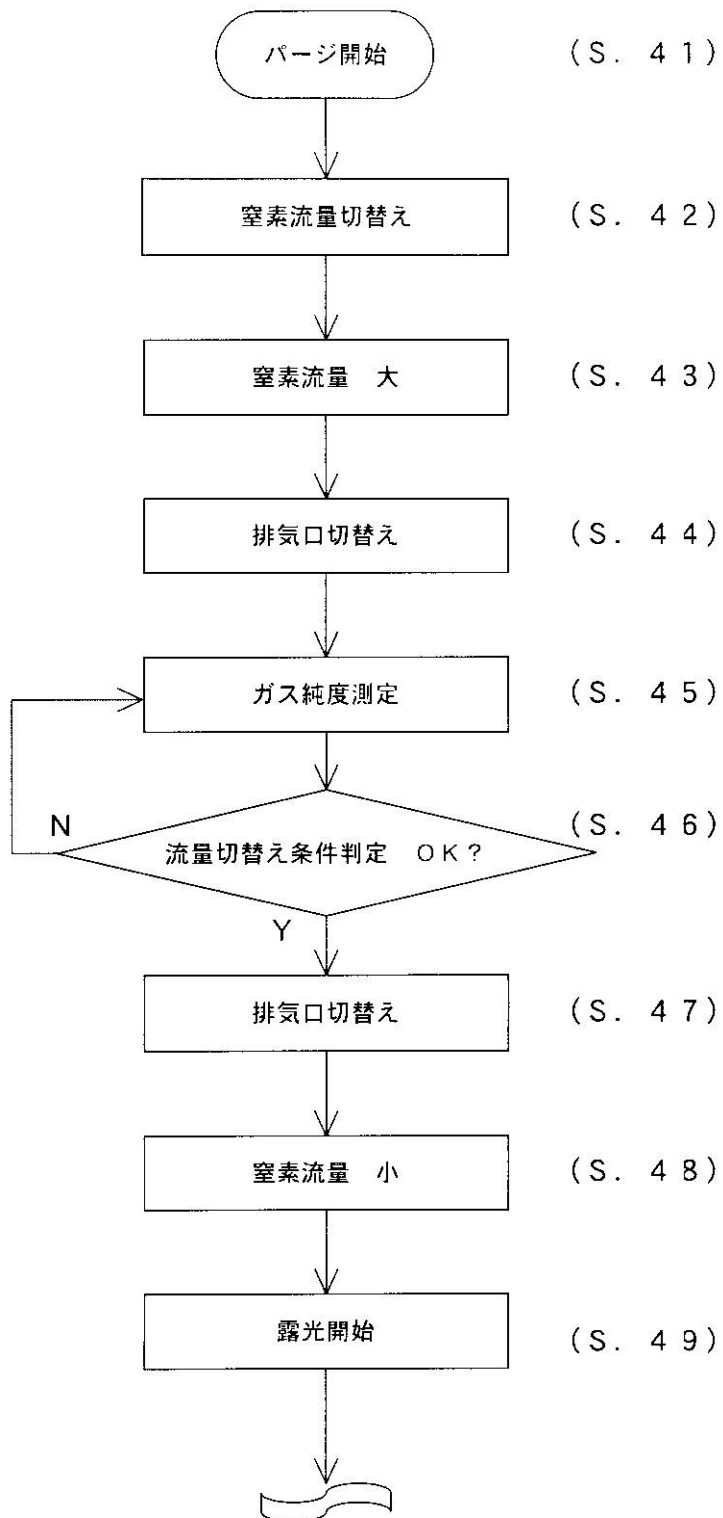 パージ開始 (S. 41)
窒素流量切替え (S. 42)
窒素流量 大 (S. 43)
排気口切替え (S. 44)
ガス純度測定 (S. 45)
N
流量切替え条件判定 OK? (S. 46)
Y
排気口切替え (S. 47)
窒素流量 小 (S. 48)
露光開始 (S. 49)